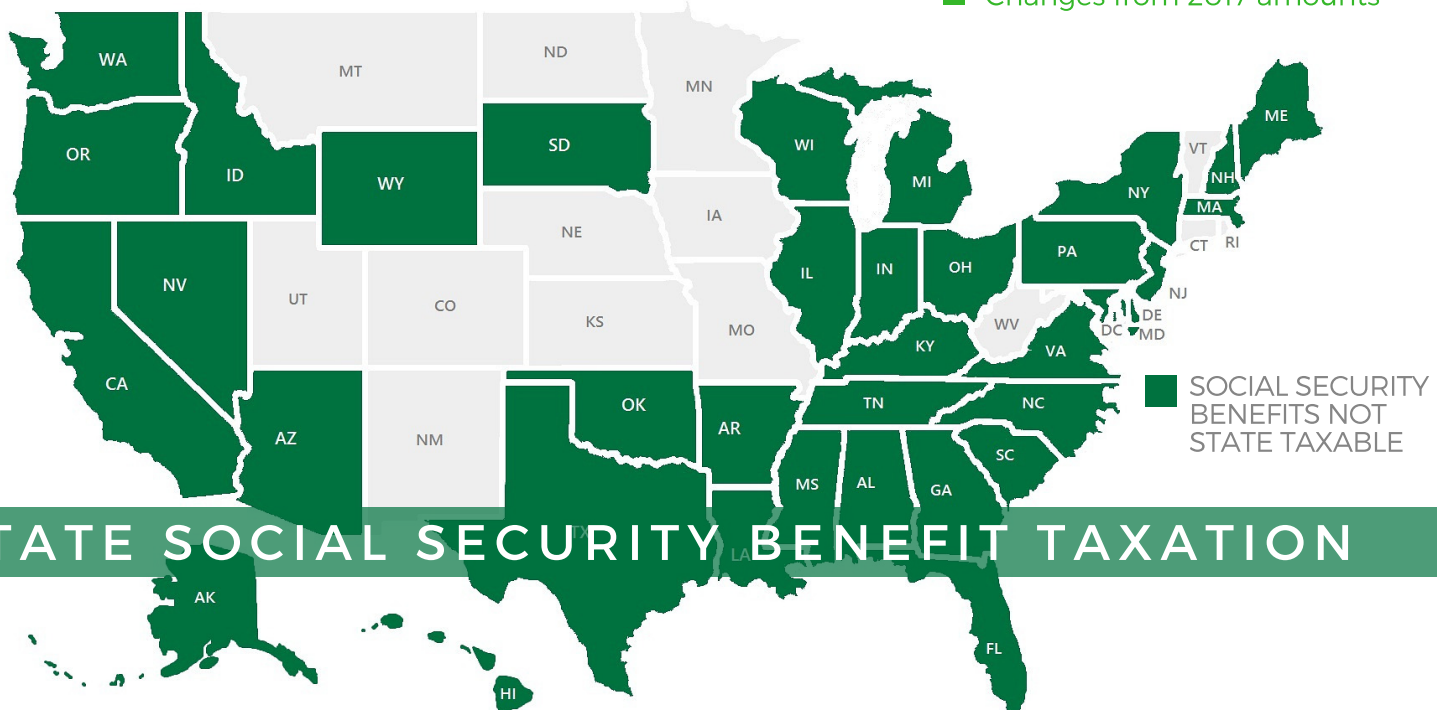 Changes from 2017 amounts
WA
MT
ND
MN
ME
OR
ID
WY
SD
WI
MI
NY
VT
NH
MA
CT
RI
NV
UT
CO
NE
IA
KS
MO
IL
IN
OH
PA
NJ
DE
MD
DC
WV
VA
KY
CA
AZ
NM
OK
AR
TN
NC
SC
MS
AL
GA
TX
LA
SOCIAL SECURITY
BENEFITS NOT
STATE TAXABLE
TATE SOCIAL SECURITY BENEFIT TAXATION
AK
HI
FL